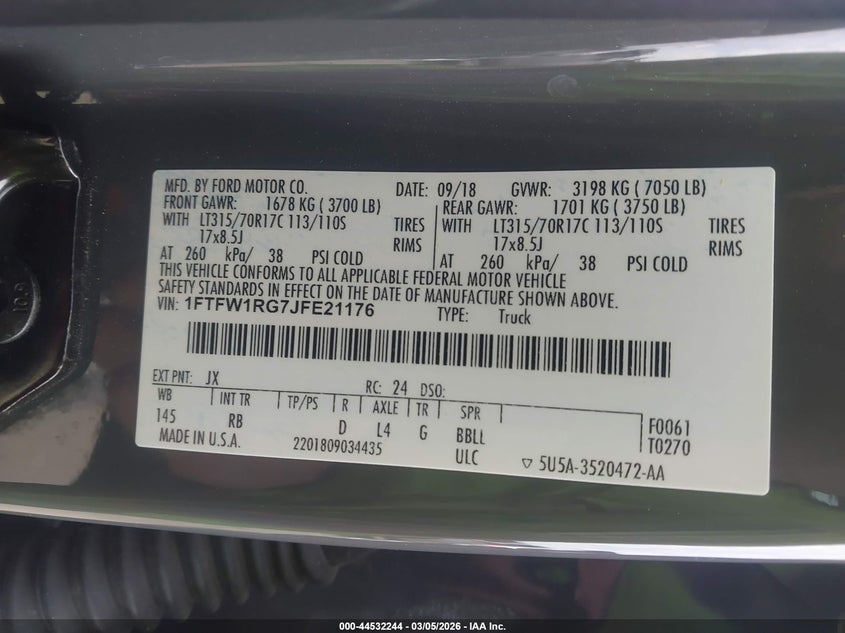 MFD. BY FORD MOTOR CO. DATE: 09/18 GVWR: 3198 KG ( 7050 LB)
FRONT GAWR: 1678 KG ( 3700 LB) REAR GAWR: 1701 KG ( 3750 LB)
WITH LT315/70R17C 113/110S TIRES WITH LT315/70R17C 113/110S TIRES
17x8.5J RIMS 17x8.5J RIMS
AT 260 kPa/ 38 PSI COLD AT 260 kPa/ 38 PSI COLD
THIS VEHICLE CONFORMS TO ALL APPLICABLE FEDERAL MOTOR VEHICLE
SAFETY STANDARDS IN EFFECT ON THE DATE OF MANUFACTURE SHOWN ABOVE.
VIN: 1FTFW1RG7JFE21176 TYPE: Truck
EXT PNT: JX RC: 24 DSO:
WB INT TR TP/PS R AXLE TR SPR
145 RB D L4 G BBLL F0061
MADE IN U.S.A. 2201809034435 ULC T0270
▽ 5U5A-3520472-AA
10.9
000-44532244 | 03/05/2026 - IAA Inc.